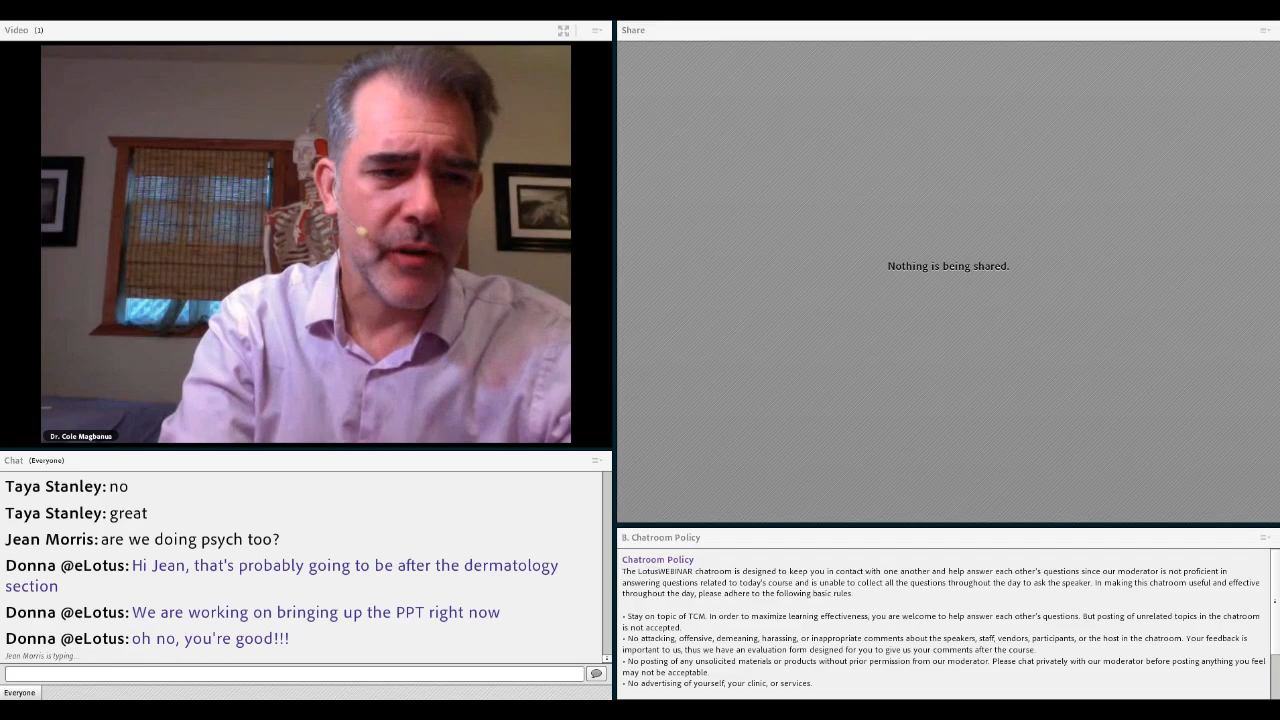 Video (1)
Dr. Cole Magbanua
Chat (Everyone)
Taya Stanley: no
Taya Stanley: great
Jean Morris: are we doing psych too?
Donna @eLotus: Hi Jean, that's probably going to be after the dermatology
section
Donna @eLotus: We are working on bringing up the PPT right now
Donna @eLotus: oh no, you're good!!!
Jean Morris is typing...
Everyone
Share
Nothing is being shared.
B. Chatroom Policy
Chatroom Policy
The LotusWEBINAR chatroom is designed to keep you in contact with one another and help answer each other's questions since our moderator is not proficient in
answering questions related to today's course and is unable to collect all the questions throughout the day to ask the speaker. In making this chatroom useful and effective
throughout the day, please adhere to the following basic rules.
• Stay on topic of TCM. In order to maximize learning effectiveness, you are welcome to help answer each other's questions. But posting of unrelated topics in the chatroom
is not accepted.
• No attacking, offensive, demeaning, harassing, or inappropriate comments about the speakers, staff, vendors, participants, or the host in the chatroom. Your feedback is
important to us, thus we have an evaluation form designed for you to give us your comments after the course.
• No posting of any unsolicited materials or products without prior permission from our moderator. Please chat privately with our moderator before posting anything you feel
may not be acceptable.
• No advertising of yourself, your clinic, or services.